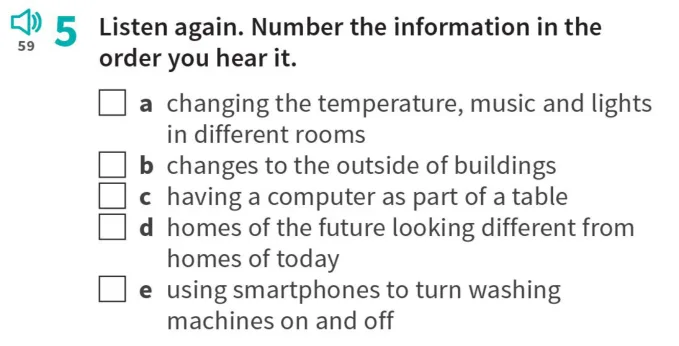 59 5 Listen again. Number the information in the
order you hear it.
a changing the temperature, music and lights
in different rooms
b changes to the outside of buildings
c having a computer as part of a table
d homes of the future looking different from
homes of today
e using smartphones to turn washing
machines on and off